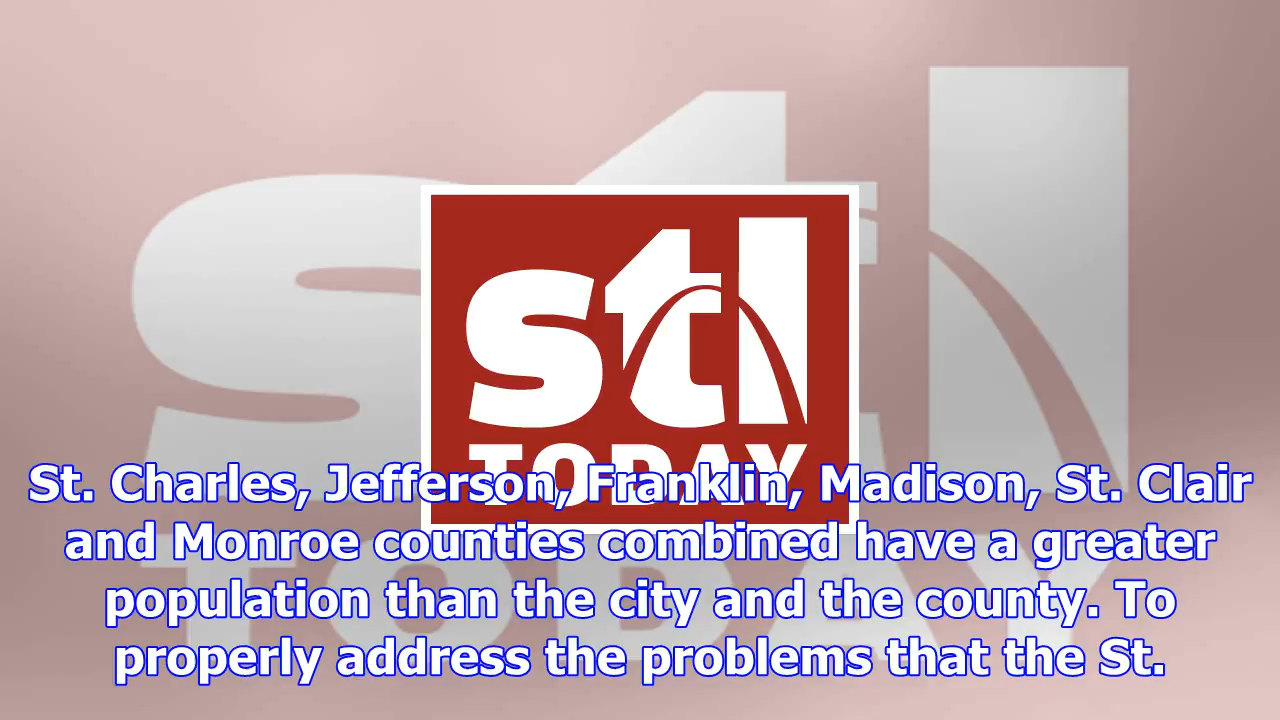 stl
TODAY
St. Charles, Jefferson, Franklin, Madison, St. Clair
and Monroe counties combined have a greater
population than the city and the county. To
properly address the problems that the St.